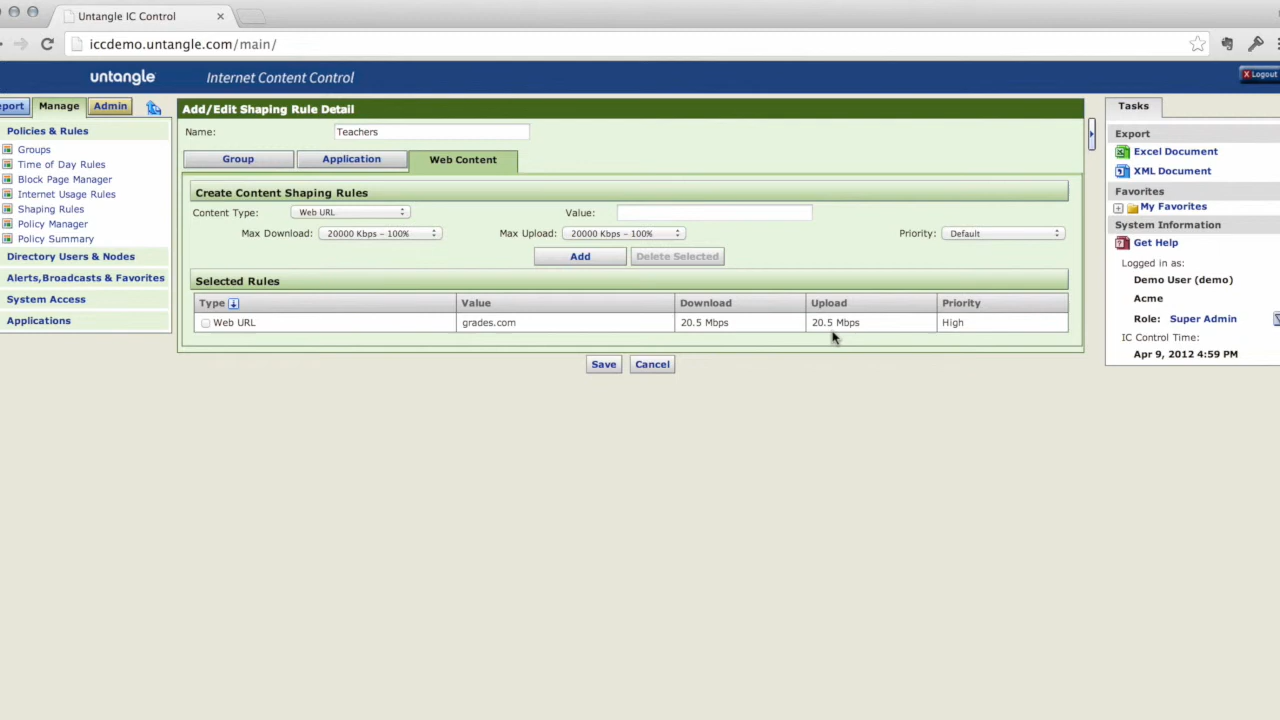 Untangle IC Control
iccdemo.untangle.com/main/
untangle Internet Content Control
X Logout
eport Manage Admin
Policies & Rules
Groups
Time of Day Rules
Block Page Manager
Internet Usage Rules
Shaping Rules
Policy Manager
Policy Summary
Directory Users & Nodes
Alerts,Broadcasts & Favorites
System Access
Applications
Add/Edit Shaping Rule Detail
Name: Teachers
Group Application Web Content
Create Content Shaping Rules
Content Type: Web URL Value:
Max Download: 20000 Kbps – 100% Max Upload: 20000 Kbps – 100% Priority: Default
Add Delete Selected
Selected Rules
Type Value Download Upload Priority
Web URL grades.com 20.5 Mbps 20.5 Mbps High
Save Cancel
Tasks
Export
Excel Document
XML Document
Favorites
My Favorites
System Information
Get Help
Logged in as:
Demo User (demo)
Acme
Role: Super Admin
IC Control Time:
Apr 9, 2012 4:59 PM